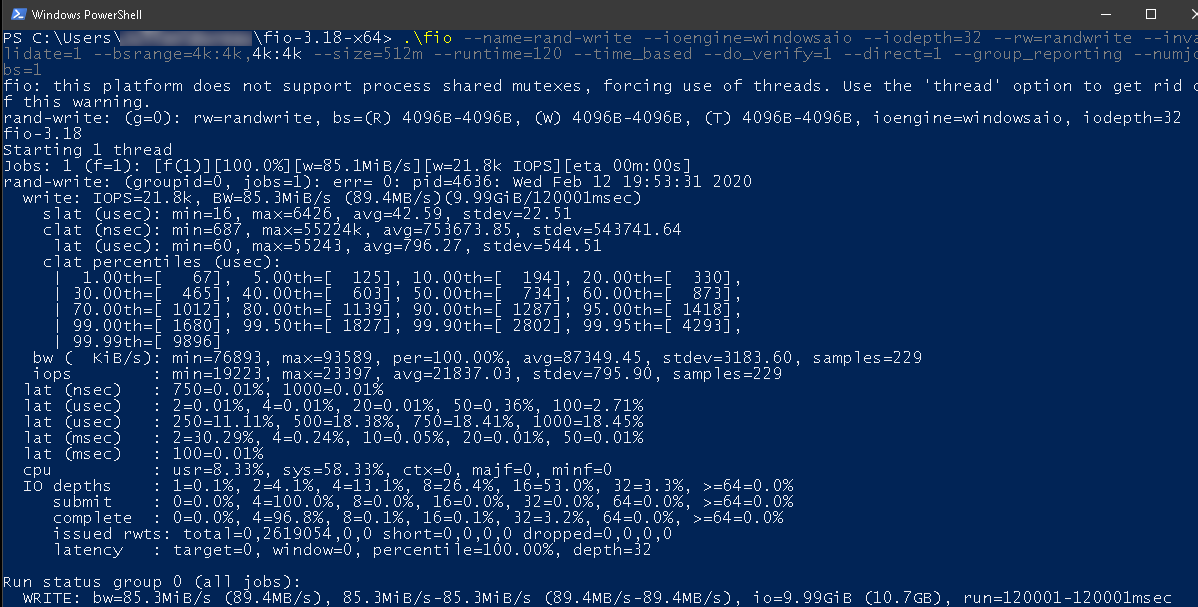 Windows PowerShell
PS C:\Users\ \fio-3.18-x64> .\fio --name=rand-write --ioengine=windowsaio --iodepth=32 --rw=randwrite --inva
lidate=1 --bsrange=4k:4k,4k:4k --size=512m --runtime=120 --time_based --do_verify=1 --direct=1 --group_reporting --numjo
bs=1
fio: this platform does not support process shared mutexes, forcing use of threads. Use the 'thread' option to get rid o
f this warning.
rand-write: (g=0): rw=randwrite, bs=(R) 4096B-4096B, (W) 4096B-4096B, (T) 4096B-4096B, ioengine=windowsaio, iodepth=32
fio-3.18
Starting 1 thread
Jobs: 1 (f=1): [f(1)][100.0%][w=85.1MiB/s][w=21.8k IOPS][eta 00m:00s]
rand-write: (groupid=0, jobs=1): err= 0: pid=4636: Wed Feb 12 19:53:31 2020
  write: IOPS=21.8k, BW=85.3MiB/s (89.4MB/s)(9.99GiB/120001msec)
    slat (usec): min=16, max=6426, avg=42.59, stdev=22.51
    clat (nsec): min=687, max=55224k, avg=753673.85, stdev=543741.64
     lat (usec): min=60, max=55243, avg=796.27, stdev=544.51
    clat percentiles (usec):
     |  1.00th=[   67],  5.00th=[  125], 10.00th=[  194], 20.00th=[  330],
     | 30.00th=[  465], 40.00th=[  603], 50.00th=[  734], 60.00th=[  873],
     | 70.00th=[ 1012], 80.00th=[ 1139], 90.00th=[ 1287], 95.00th=[ 1418],
     | 99.00th=[ 1680], 99.50th=[ 1827], 99.90th=[ 2802], 99.95th=[ 4293],
     | 99.99th=[ 9896]
   bw (  KiB/s): min=76893, max=93589, per=100.00%, avg=87349.45, stdev=3183.60, samples=229
   iops        : min=19223, max=23397, avg=21837.03, stdev=795.90, samples=229
  lat (nsec)   : 750=0.01%, 1000=0.01%
  lat (usec)   : 2=0.01%, 4=0.01%, 20=0.01%, 50=0.36%, 100=2.71%
  lat (usec)   : 250=11.11%, 500=18.38%, 750=18.41%, 1000=18.45%
  lat (msec)   : 2=30.29%, 4=0.24%, 10=0.05%, 20=0.01%, 50=0.01%
  lat (msec)   : 100=0.01%
  cpu          : usr=8.33%, sys=58.33%, ctx=0, majf=0, minf=0
  IO depths    : 1=0.1%, 2=4.1%, 4=13.1%, 8=26.4%, 16=53.0%, 32=3.3%, >=64=0.0%
     submit    : 0=0.0%, 4=100.0%, 8=0.0%, 16=0.0%, 32=0.0%, 64=0.0%, >=64=0.0%
     complete  : 0=0.0%, 4=96.8%, 8=0.1%, 16=0.1%, 32=3.2%, 64=0.0%, >=64=0.0%
     issued rwts: total=0,2619054,0,0 short=0,0,0,0 dropped=0,0,0,0
     latency   : target=0, window=0, percentile=100.00%, depth=32
Run status group 0 (all jobs):
  WRITE: bw=85.3MiB/s (89.4MB/s), 85.3MiB/s-85.3MiB/s (89.4MB/s-89.4MB/s), io=9.99GiB (10.7GB), run=120001-120001msec